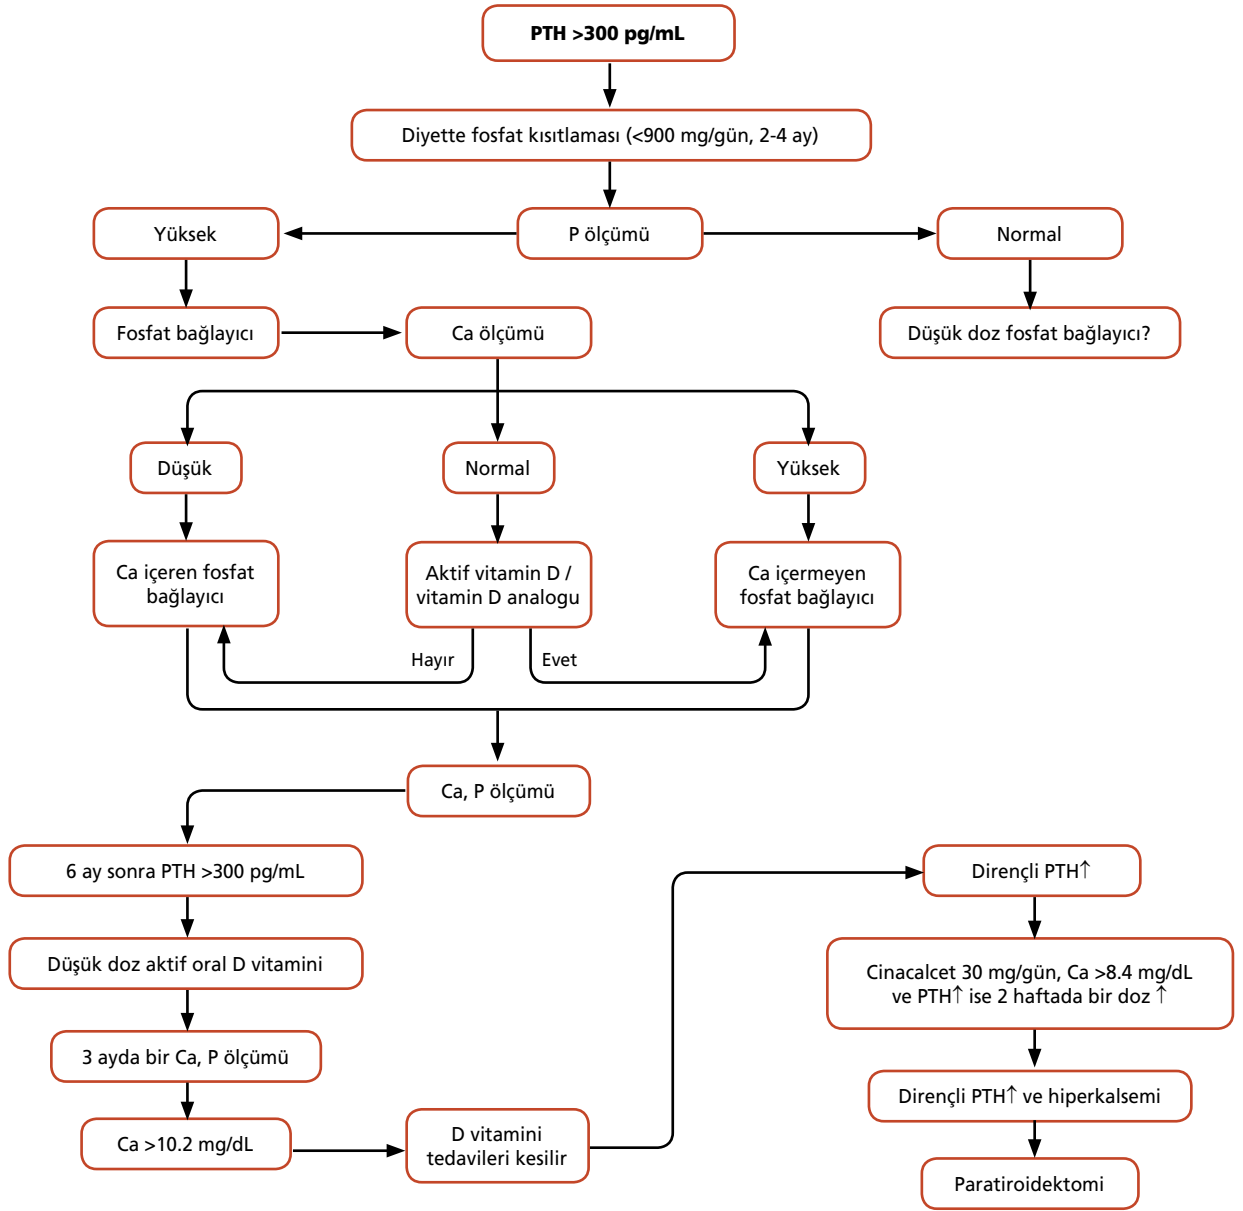 PTH >300 pg/mL
Diyette fosfat kısıtlaması (<900 mg/gün, 2-4 ay)
Yüksek
P ölçümü
Normal
Fosfat bağlayıcı
Ca ölçümü
Düşük doz fosfat bağlayıcı?
Düşük
Normal
Yüksek
Ca içeren fosfat
bağlayıcı
Aktif vitamin D /
vitamin D analogu
Ca içermeyen
fosfat bağlayıcı
Hayır
Evet
Ca, P ölçümü
6 ay sonra PTH >300 pg/mL
Düşük doz aktif oral D vitamini
3 ayda bir Ca, P ölçümü
Ca >10.2 mg/dL
D vitamini
tedavileri kesilir
Dirençli PTH↑
Cinacalcet 30 mg/gün, Ca >8.4 mg/dL
ve PTH↑ ise 2 haftada bir doz ↑
Dirençli PTH↑ ve hiperkalsemi
Paratiroidektomi